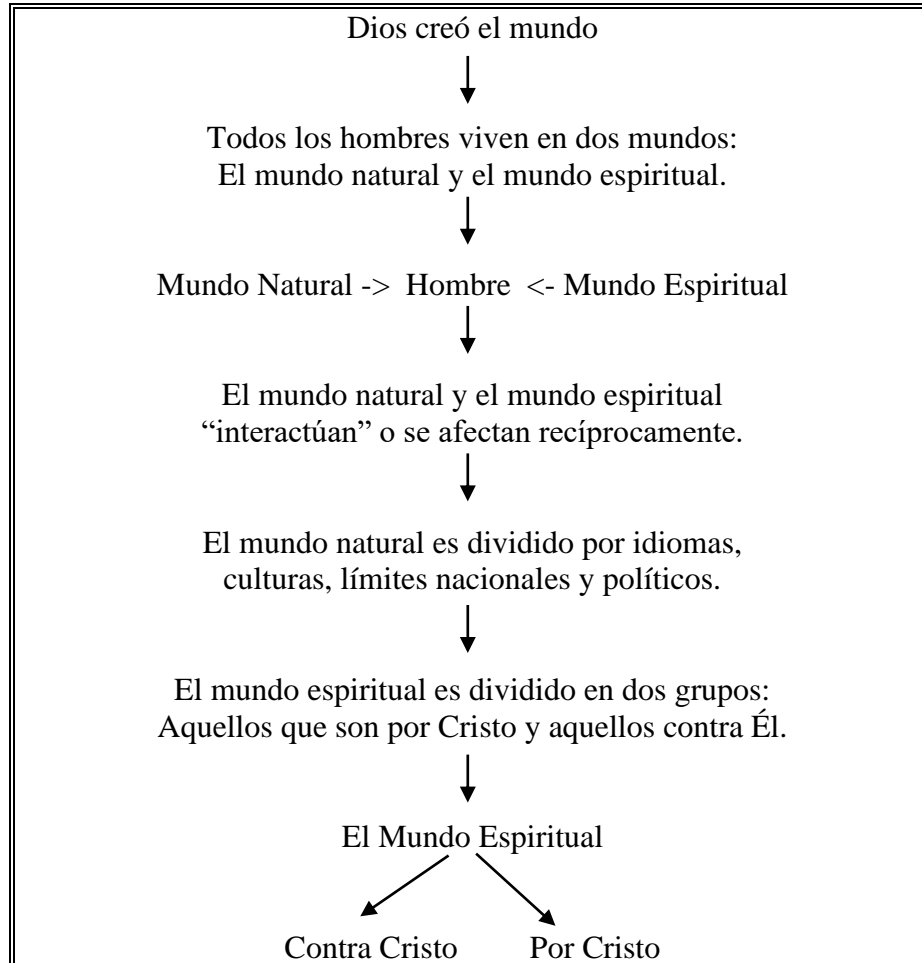 Dios creó el mundo
Todos los hombres viven en dos mundos:
El mundo natural y el mundo espiritual.
Mundo Natural -> Hombre <- Mundo Espiritual
El mundo natural y el mundo espiritual
“interactúan” o se afectan recíprocamente.
El mundo natural es dividido por idiomas,
culturas, límites nacionales y políticos.
El mundo espiritual es dividido en dos grupos:
Aquellos que son por Cristo y aquellos contra Él.
El Mundo Espiritual
Contra Cristo Por Cristo